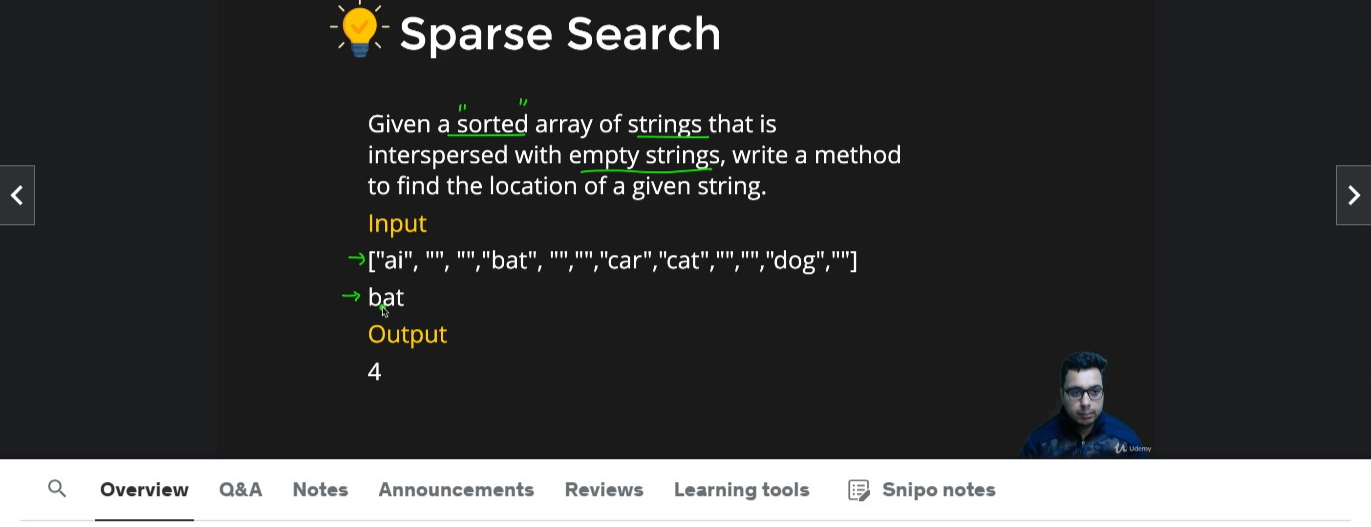 Sparse Search
Given a sorted array of strings that is
interspersed with empty strings, write a method
to find the location of a given string.
Input
["ai", "", "","bat", "","","car","cat","","","dog",""]
bat
Output
4
Udemy
Overview Q&A Notes Announcements Reviews Learning tools Snipo notes